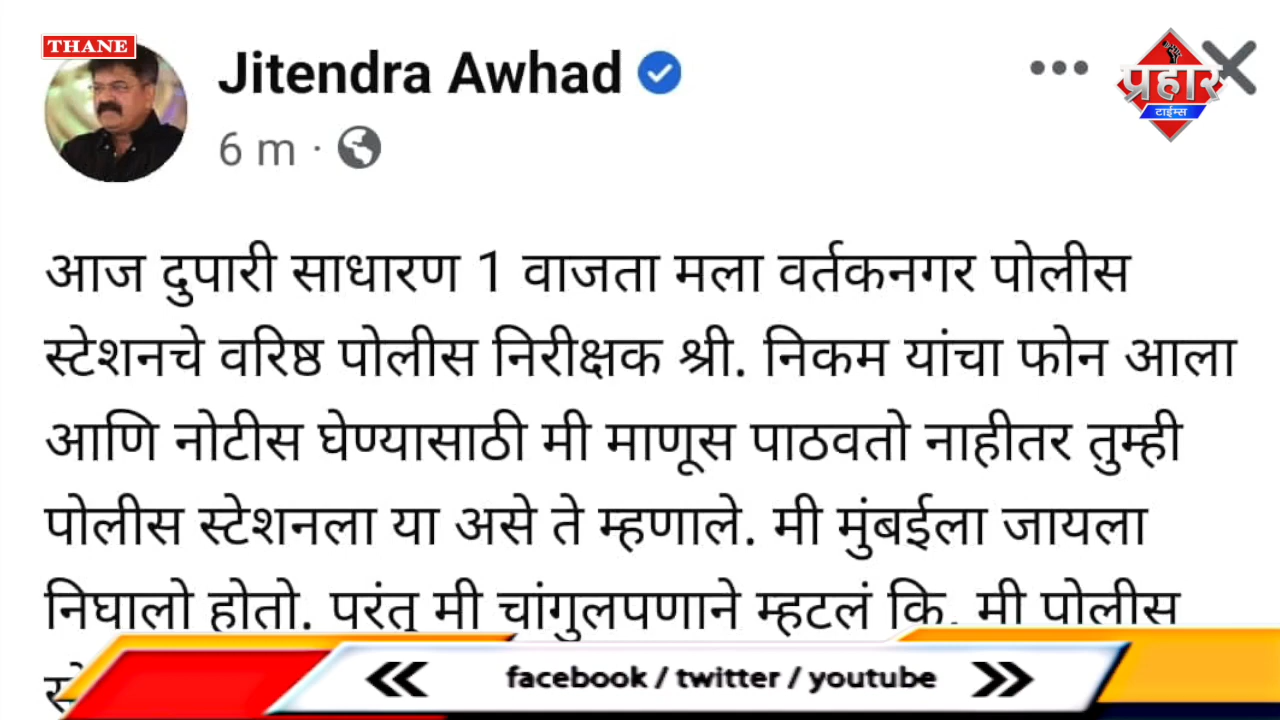 THANE
Jitendra Awhad
6 m ·
प्रहार
टाईम्स
आज दुपारी साधारण 1 वाजता मला वर्तकनगर पोलीस
स्टेशनचे वरिष्ठ पोलीस निरीक्षक श्री. निकम यांचा फोन आला
आणि नोटीस घेण्यासाठी मी माणूस पाठवतो नाहीतर तुम्ही
पोलीस स्टेशनला या असे ते म्हणाले. मी मुंबईला जायला
निघालो होतो. परंतु मी चांगुलपणाने म्हटलं कि, मी पोलीस
facebook / twitter / youtube